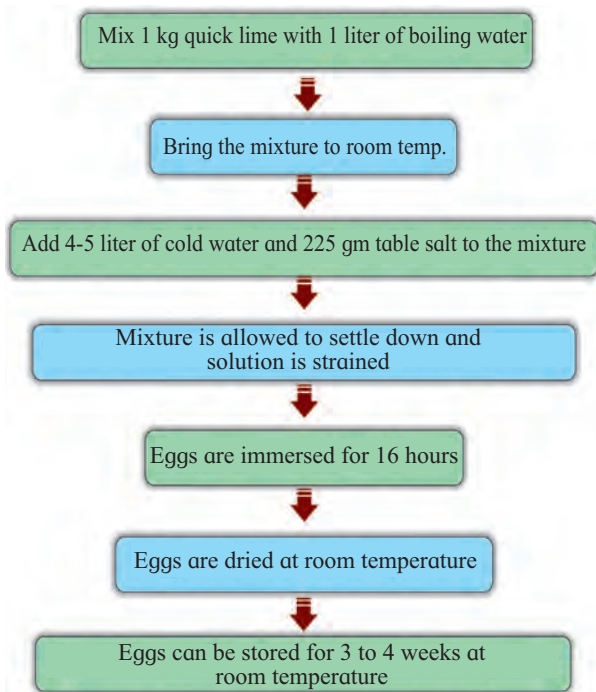 Mix 1 kg quick lime with 1 liter of boiling water
Bring the mixture to room temp.
Add 4-5 liter of cold water and 225 gm table salt to the mixture
Mixture is allowed to settle down and
solution is strained
Eggs are immersed for 16 hours
Eggs are dried at room temperature
Eggs can be stored for 3 to 4 weeks at
room temperature